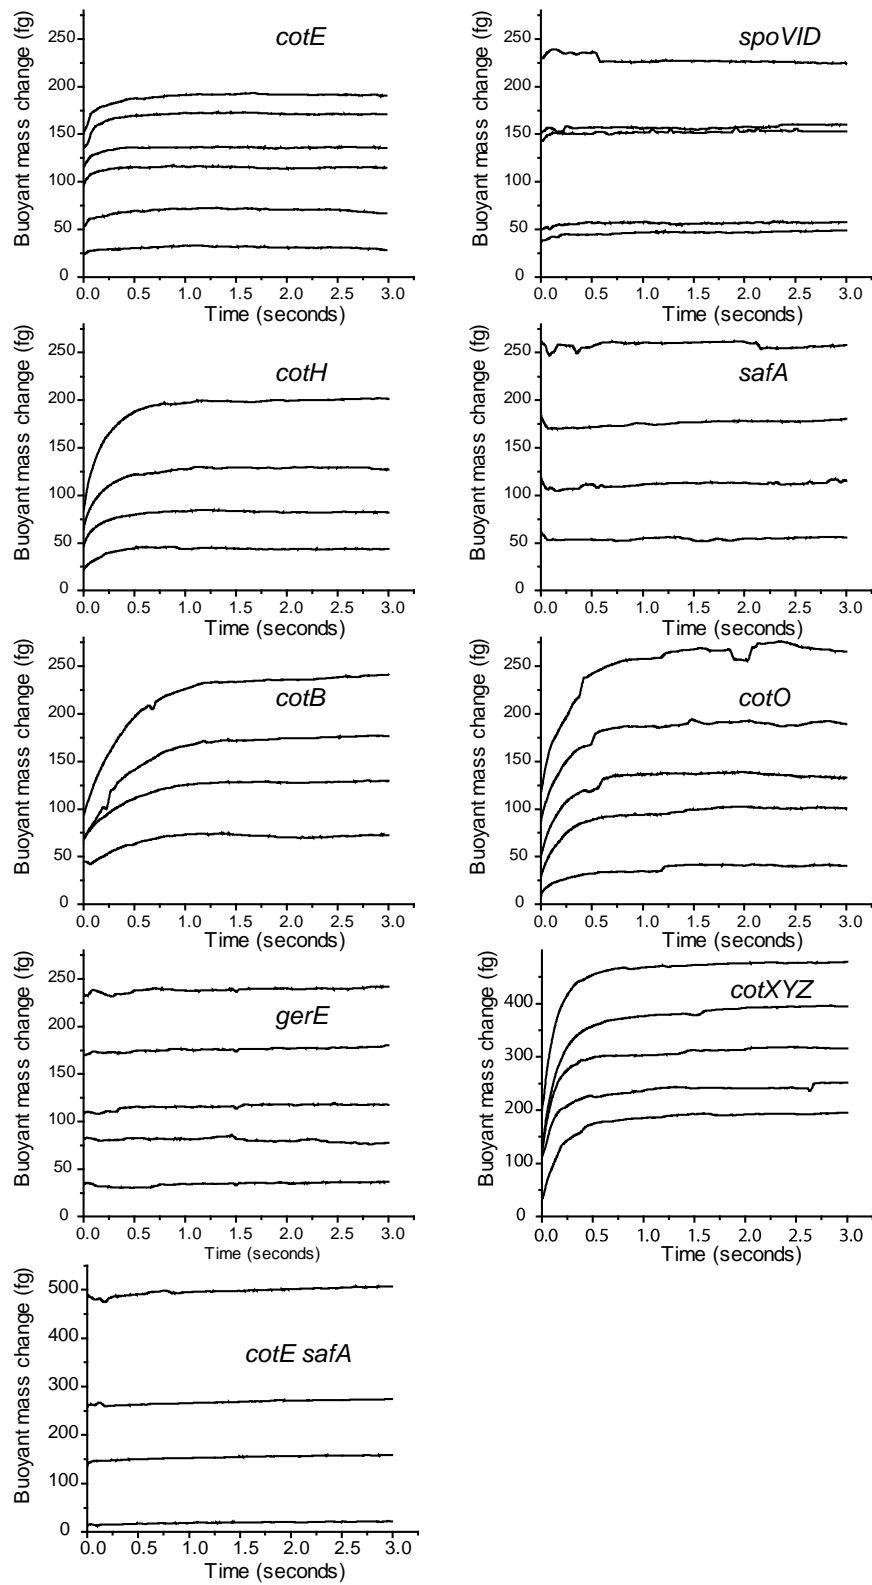 Buoyant mass change (fg)
250
200
150
100
50
0
cotE
0.0 0.5 1.0 1.5 2.0 2.5 3.0
Time (seconds)
Buoyant mass change (fg)
250
200
150
100
50
0
spoVID
0.0 0.5 1.0 1.5 2.0 2.5 3.0
Time (seconds)
Buoyant mass change (fg)
250
200
150
100
50
0
cotH
0.0 0.5 1.0 1.5 2.0 2.5 3.0
Time (seconds)
Buoyant mass change (fg)
250
200
150
100
50
0
safA
0.0 0.5 1.0 1.5 2.0 2.5 3.0
Time (seconds)
Buoyant mass change (fg)
250
200
150
100
50
0
cotB
0.0 0.5 1.0 1.5 2.0 2.5 3.0
Time (seconds)
Buoyant mass change (fg)
250
200
150
100
50
0
cotO
0.0 0.5 1.0 1.5 2.0 2.5 3.0
Time (seconds)
Buoyant mass change (fg)
250
200
150
100
50
0
gerE
0.0 0.5 1.0 1.5 2.0 2.5 3.0
Time (seconds)
Buoyant mass change (fg)
400
300
200
100
0
cotXYZ
0.0 0.5 1.0 1.5 2.0 2.5 3.0
Time (seconds)
Buoyant mass change (fg)
500
400
300
200
100
0
cotE safA
0.0 0.5 1.0 1.5 2.0 2.5 3.0
Time (seconds)